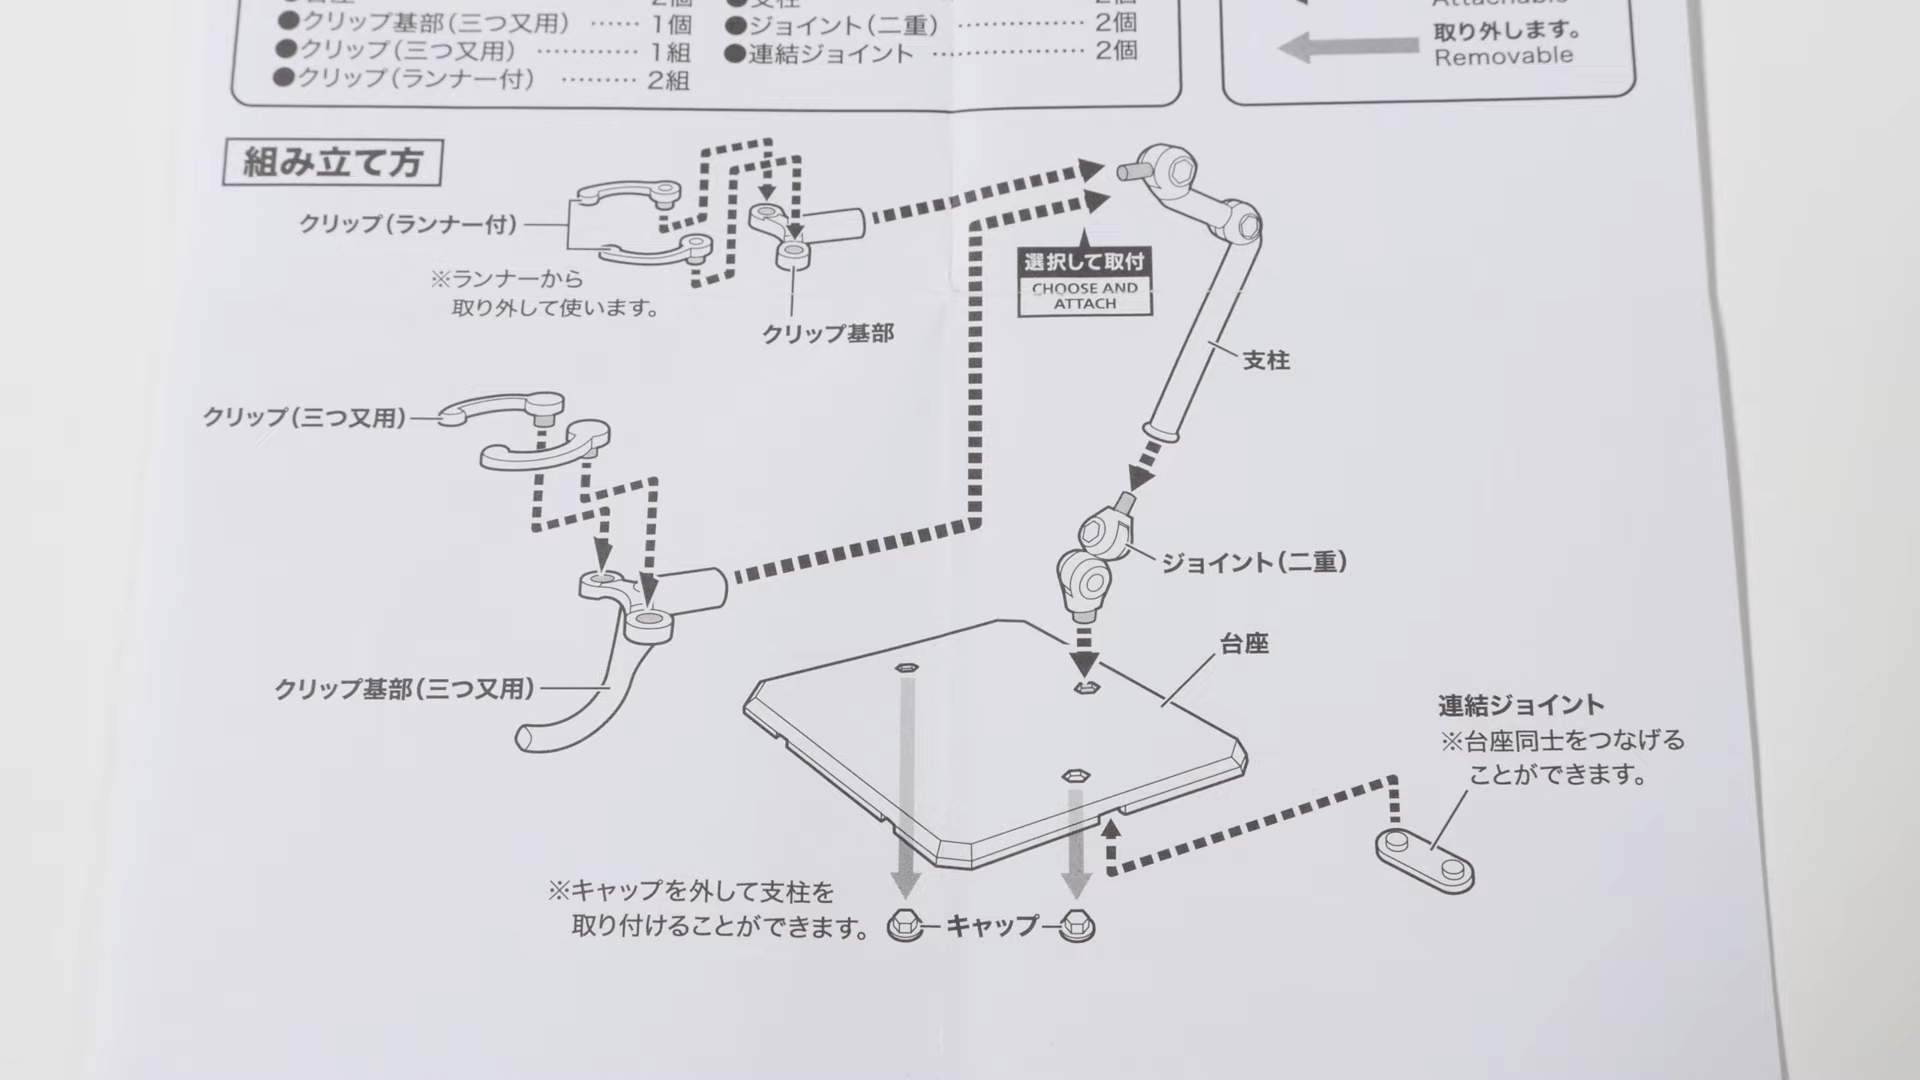 台座 2個
●クリップ基部(三つ又用) …… 1個
●クリップ(三つ又用) ………… 1組
●クリップ(ランナー付) ……… 2組
●支柱 2個
●ジョイント(二重) ……………… 2個
●連結ジョイント ………………… 2個
Attachable
取り外します。
Removable
組み立て方
クリップ(ランナー付)
※ランナーから
取り外して使います。
クリップ基部
選択して取付
CHOOSE AND
ATTACH
支柱
クリップ(三つ又用)
ジョイント(二重)
台座
クリップ基部(三つ又用)
連結ジョイント
※台座同士をつなげる
ことができます。
※キャップを外して支柱を
取り付けることができます。
キャップ